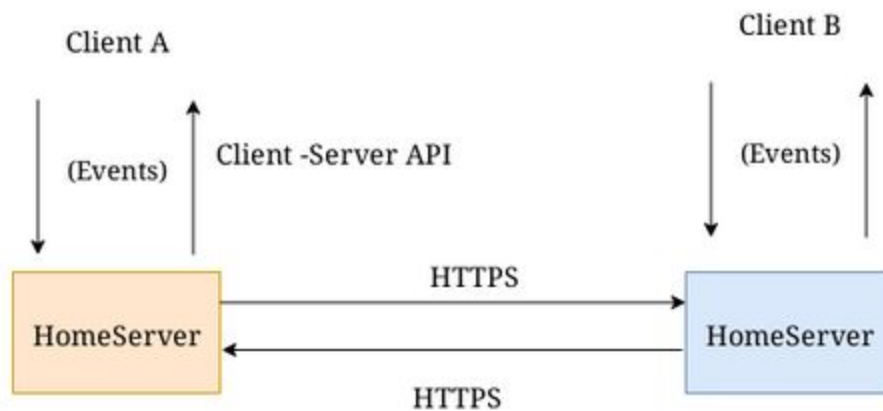 Client A
Client B
(Events)
Client -Server API
(Events)
HTTPS
HomeServer
HomeServer
HTTPS